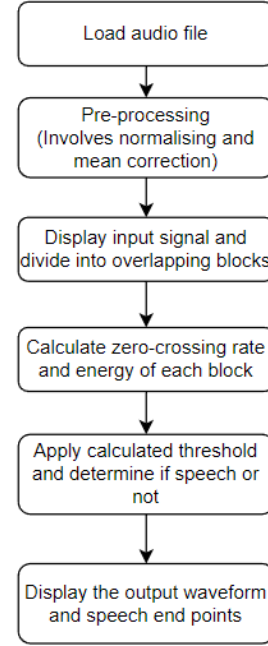 Load audio file
Pre-processing
(Involves normalising and
mean correction)
Display input signal and
divide into overlapping blocks
Calculate zero-crossing rate
and energy of each block
Apply calculated threshold
and determine if speech or
not
Display the output waveform
and speech end points